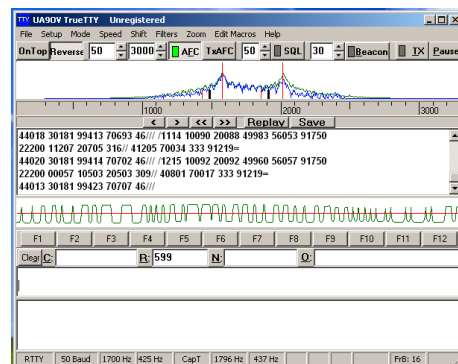 TTY UA9OV TrueTTY Unregistered
File Setup Mode Speed Shift Filters Zoom Edit Macros Help
OnTop Reverse 50 3000 AFC TxAFC 50 SQL 30 Beacon TX Pause
1000 2000 3000
< > << >> Replay Save
44018 30181 99413 70693 46/// /1114 10090 20088 49983 56053 91750
22200 11207 20705 316// 41205 70034 333 91219=
44020 30181 99414 70702 46/// /1215 10092 20092 49960 56057 91750
22200 00057 10503 20503 309// 40801 70017 333 91219=
44013 30181 99423 70707 46///
F1 F2 F3 F4 F5 F6 F7 F8 F9 F10 F11 F12
Clear C: R: 599 N: Q:
RTTY 50 Baud 1700 Hz 425 Hz CapT 1796 Hz 437 Hz FrB: 16